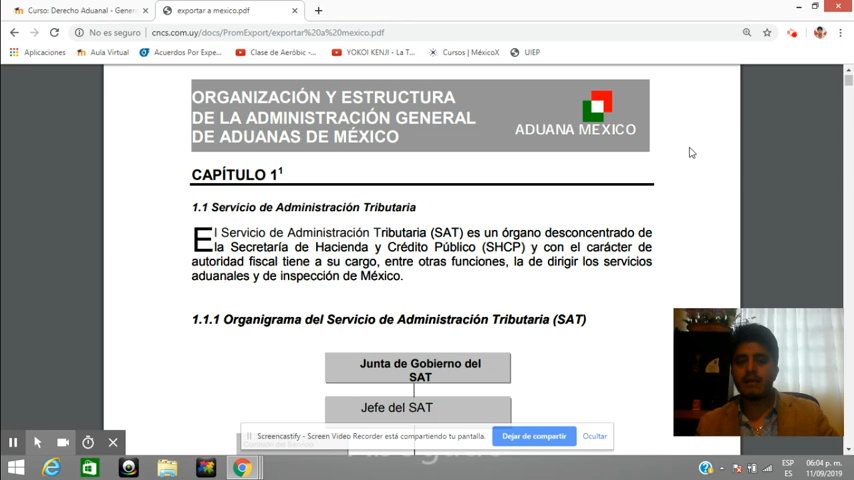 Curso: Derecho Aduanal - Gener
exportar a mexico.pdf
No es seguro
cncs.com.uy/docs/PromExport/exportar%20a%20mexico.pdf
Aplicaciones
Aula Virtual
Acuerdos Por Expe...
Clase de Aeróbic -...
YOKOI KENJI - La T...
Cursos | MéxicoX
UIEP
ORGANIZACIÓN Y ESTRUCTURA
DE LA ADMINISTRACIÓN GENERAL
DE ADUANAS DE MÉXICO
ADUANA MEXICO
CAPÍTULO 1¹
1.1 Servicio de Administración Tributaria
El Servicio de Administración Tributaria (SAT) es un órgano desconcentrado de
la Secretaría de Hacienda y Crédito Público (SHCP) y con el carácter de
autoridad fiscal tiene a su cargo, entre otras funciones, la de dirigir los servicios
aduanales y de inspección de México.
1.1.1 Organigrama del Servicio de Administración Tributaria (SAT)
Junta de Gobierno del
SAT
Jefe del SAT
Screencastify - Screen Video Recorder está compartiendo tu pantalla.
Dejar de compartir
Ocultar
ESP
ES
06:04 p. m.
11/09/2019